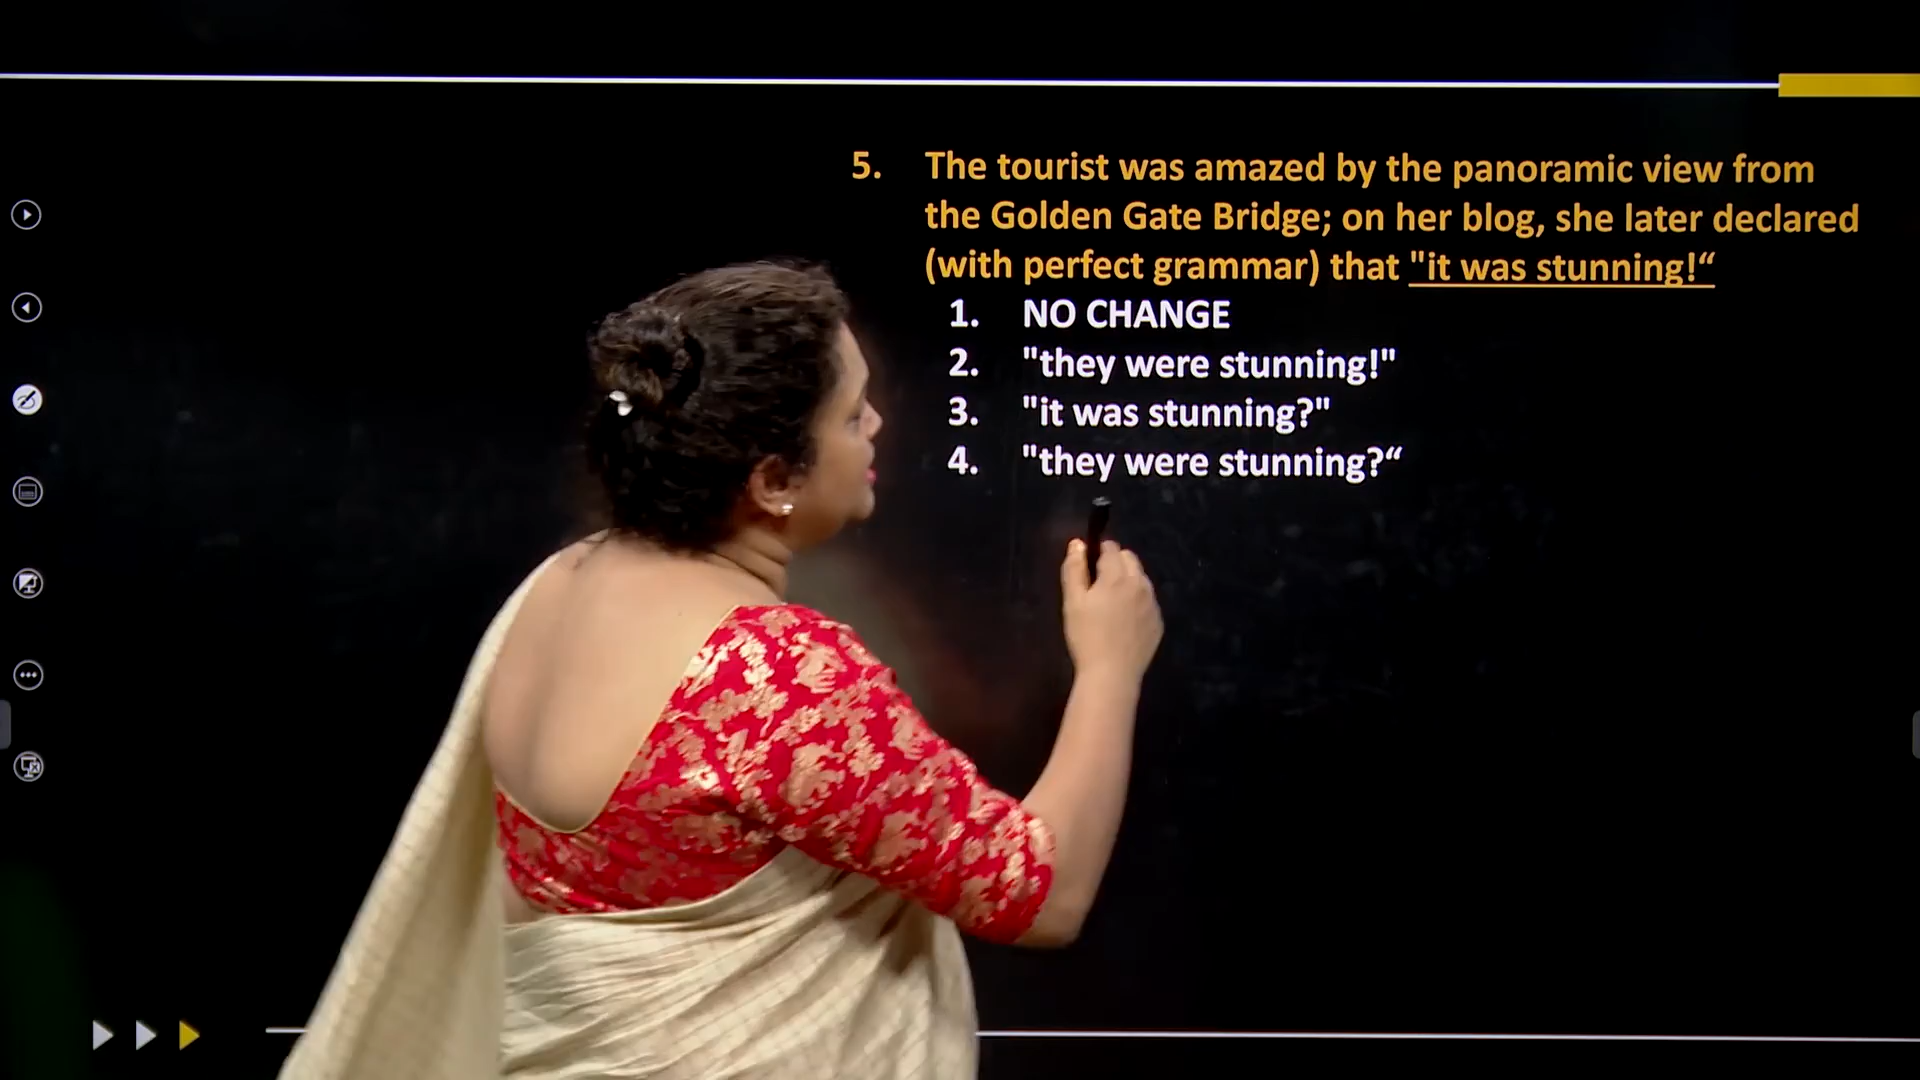 5. The tourist was amazed by the panoramic view from
the Golden Gate Bridge; on her blog, she later declared
(with perfect grammar) that "it was stunning!“
1. NO CHANGE
2. "they were stunning!"
3. "it was stunning?"
4. "they were stunning?“